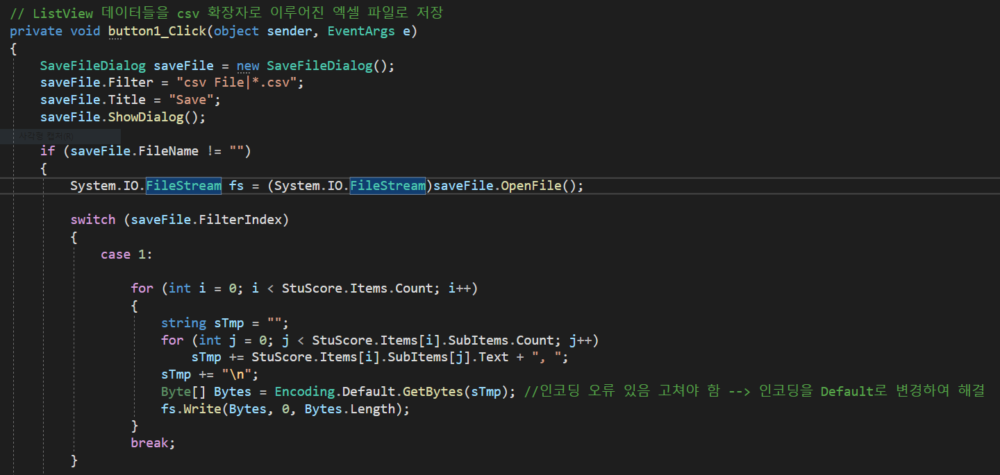 // ListView 데이터들을 csv 확장자로 이루어진 엑셀 파일로 저장
private void button1_Click(object sender, EventArgs e)
{
SaveFileDialog saveFile = new SaveFileDialog();
saveFile.Filter = "csv File|*.csv";
saveFile.Title = "Save";
saveFile.ShowDialog();
사각형 캡처(R)
if (saveFile.FileName != "")
{
System.IO.FileStream fs = (System.IO.FileStream)saveFile.OpenFile();
switch (saveFile.FilterIndex)
{
case 1:
for (int i = 0; i < StuScore.Items.Count; i++)
{
string sTmp = "";
for (int j = 0; j < StuScore.Items[i].SubItems.Count; j++)
sTmp += StuScore.Items[i].SubItems[j].Text + ", ";
sTmp += "\n";
Byte[] Bytes = Encoding.Default.GetBytes(sTmp); //인코딩 오류 있음 고쳐야 함 --> 인코딩을 Default로 변경하여 해결
fs.Write(Bytes, 0, Bytes.Length);
}
break;
}